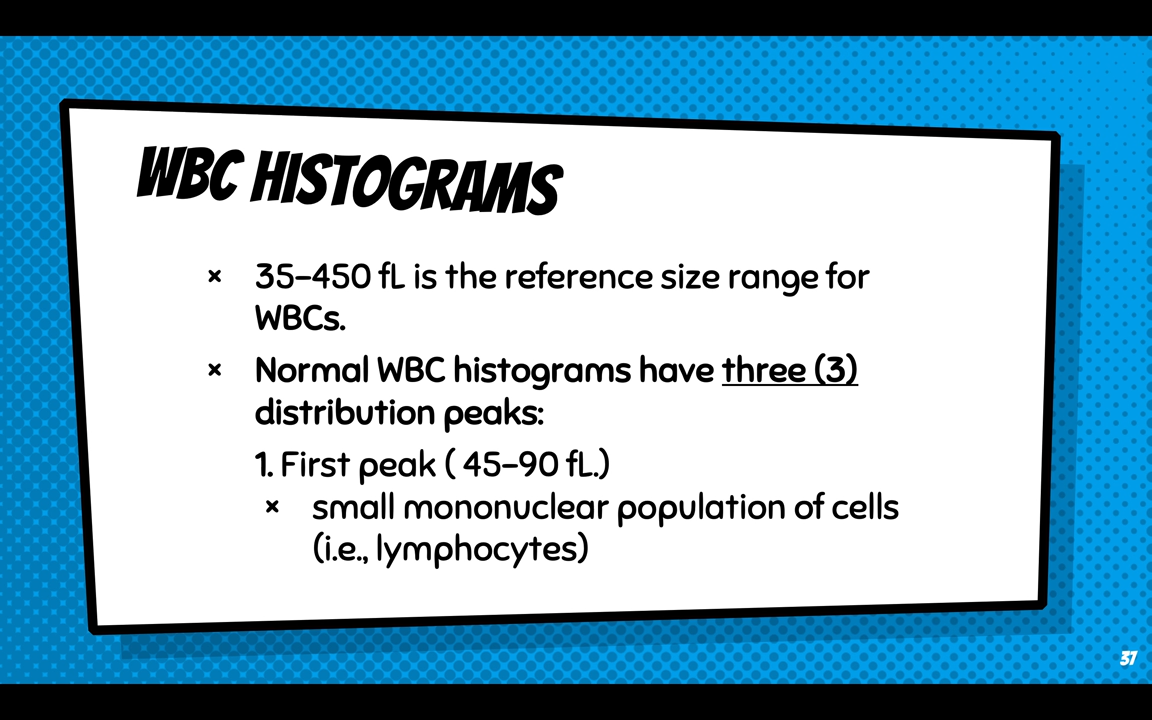 WBC HISTOGRAMS
× 35–450 fL is the reference size range for
WBCs.
× Normal WBC histograms have three (3)
distribution peaks:
1. First peak ( 45–90 fL.)
× small mononuclear population of cells
(i.e., lymphocytes)
37